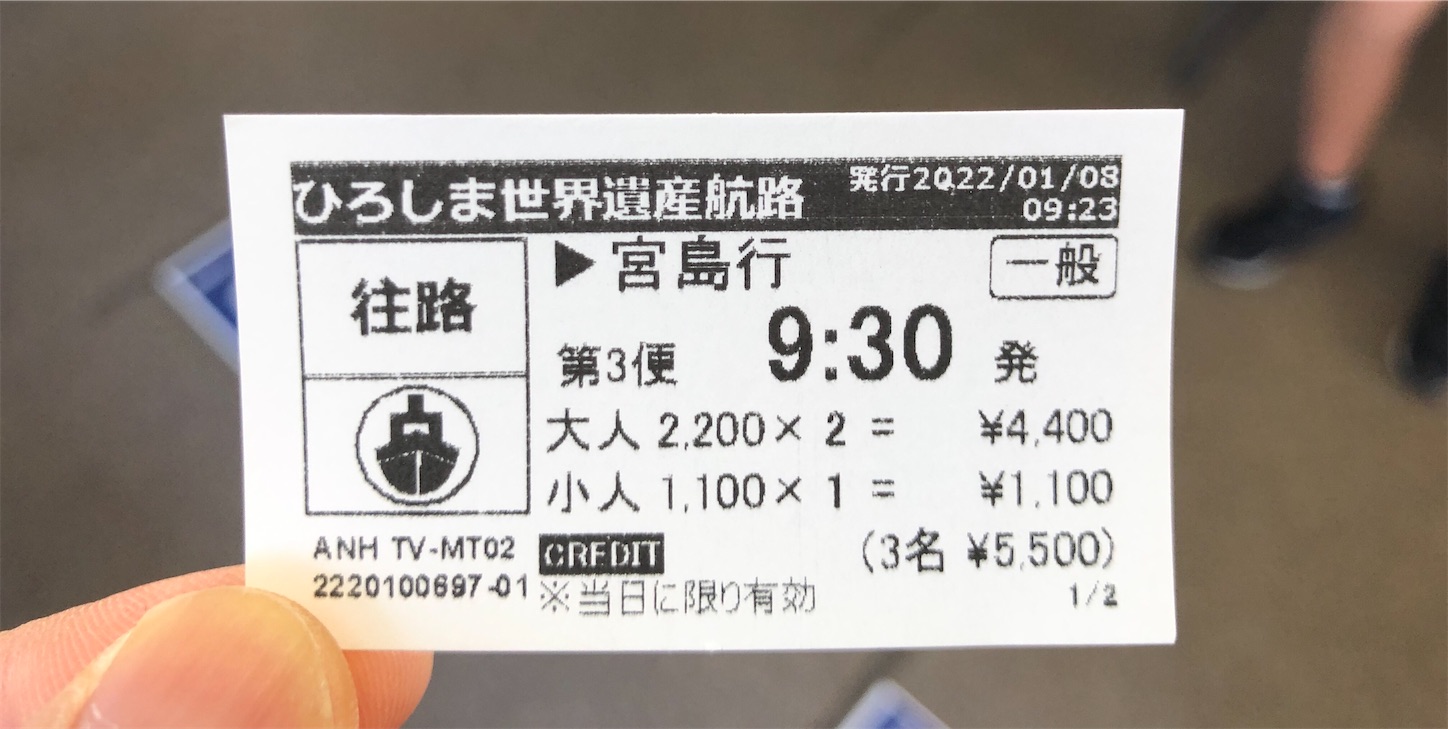 ひろしま世界遺産航路
発行2022/01/08
09:23
往路
▶宮島行
一般
第3便 9:30 発
大人 2,200× 2 = ¥4,400
小人 1,100× 1 = ¥1,100
(3名 ¥5,500)
ANH TV-MT02 CREDIT
2220100697-01 ※当日に限り有効 1/2